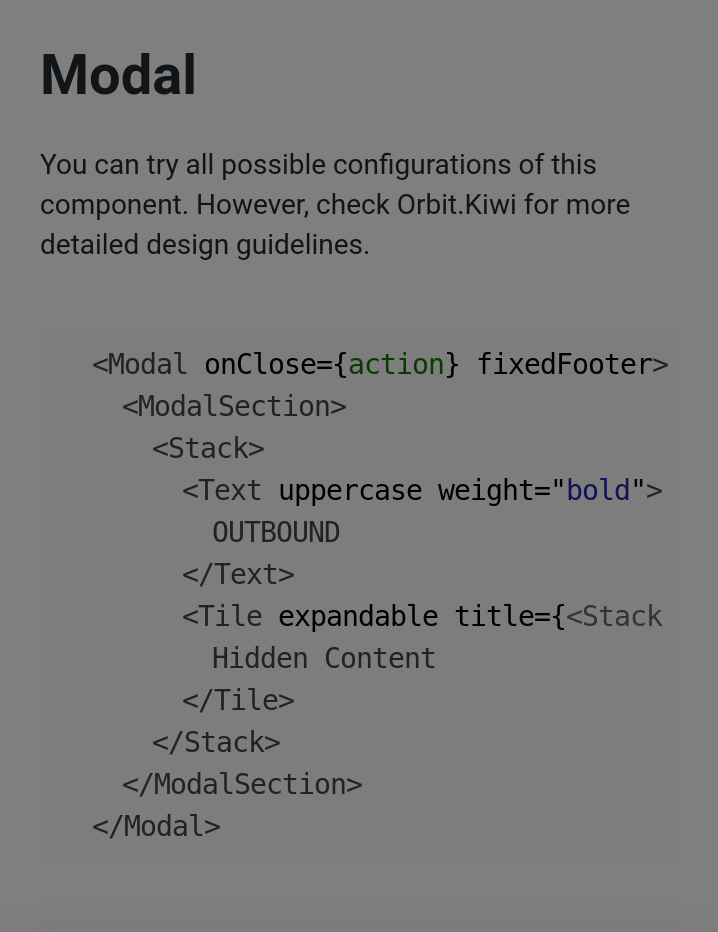 Modal
You can try all possible configurations of this
component. However, check Orbit.Kiwi for more
detailed design guidelines.
<Modal onClose={action} fixedFooter>
<ModalSection>
<Stack>
<Text uppercase weight="bold">
OUTBOUND
</Text>
<Tile expandable title={<Stack
Hidden Content
</Tile>
</Stack>
</ModalSection>
</Modal>